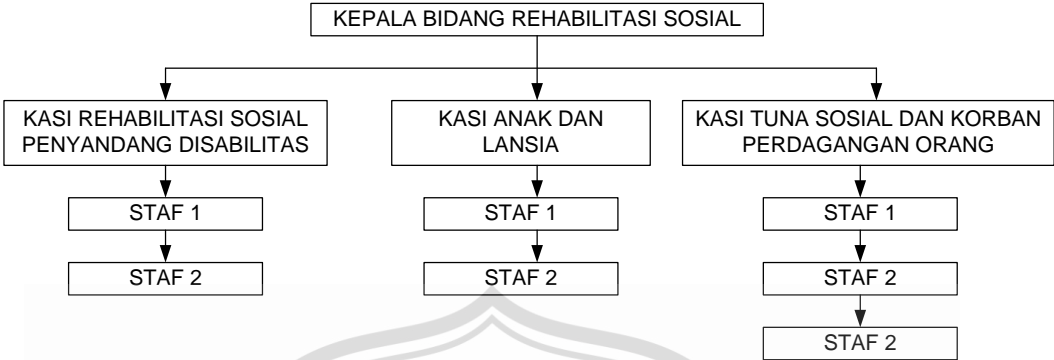 KEPALA BIDANG REHABILITASI SOSIAL
KASI REHABILITASI SOSIAL
PENYANDANG DISABILITAS
KASI ANAK DAN
LANSIA
KASI TUNA SOSIAL DAN KORBAN
PERDAGANGAN ORANG
STAF 1
STAF 1
STAF 1
STAF 2
STAF 2
STAF 2
STAF 2